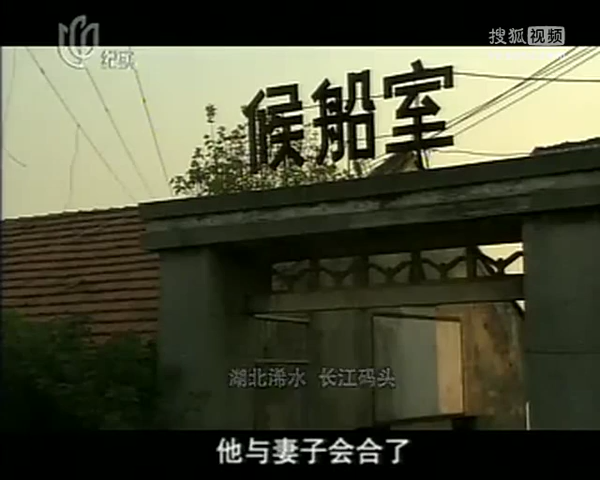 纪实
搜狐视频
候船室
湖北浠水 长江码头
他与妻子会合了